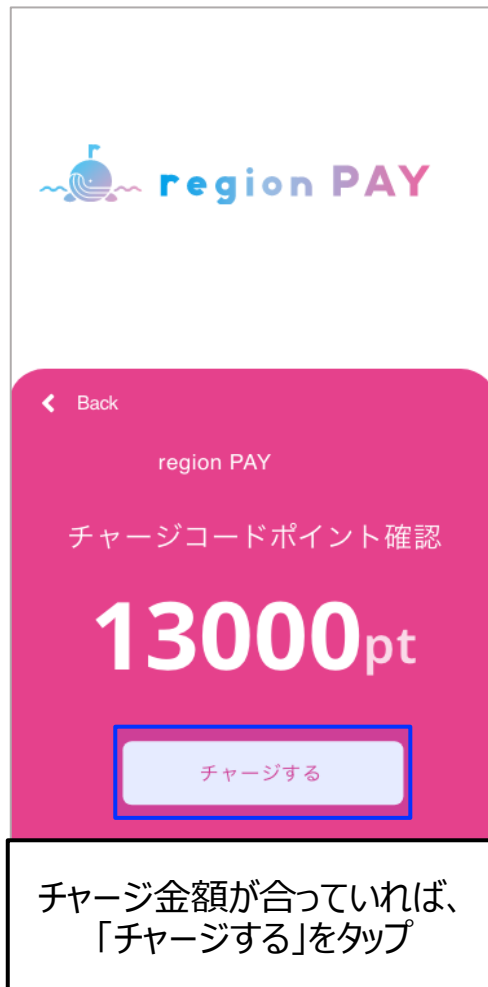 region PAY
Back
region PAY
チャージコードポイント確認
13000pt
チャージする
チャージ金額が合っていれば、
「チャージする」をタップ